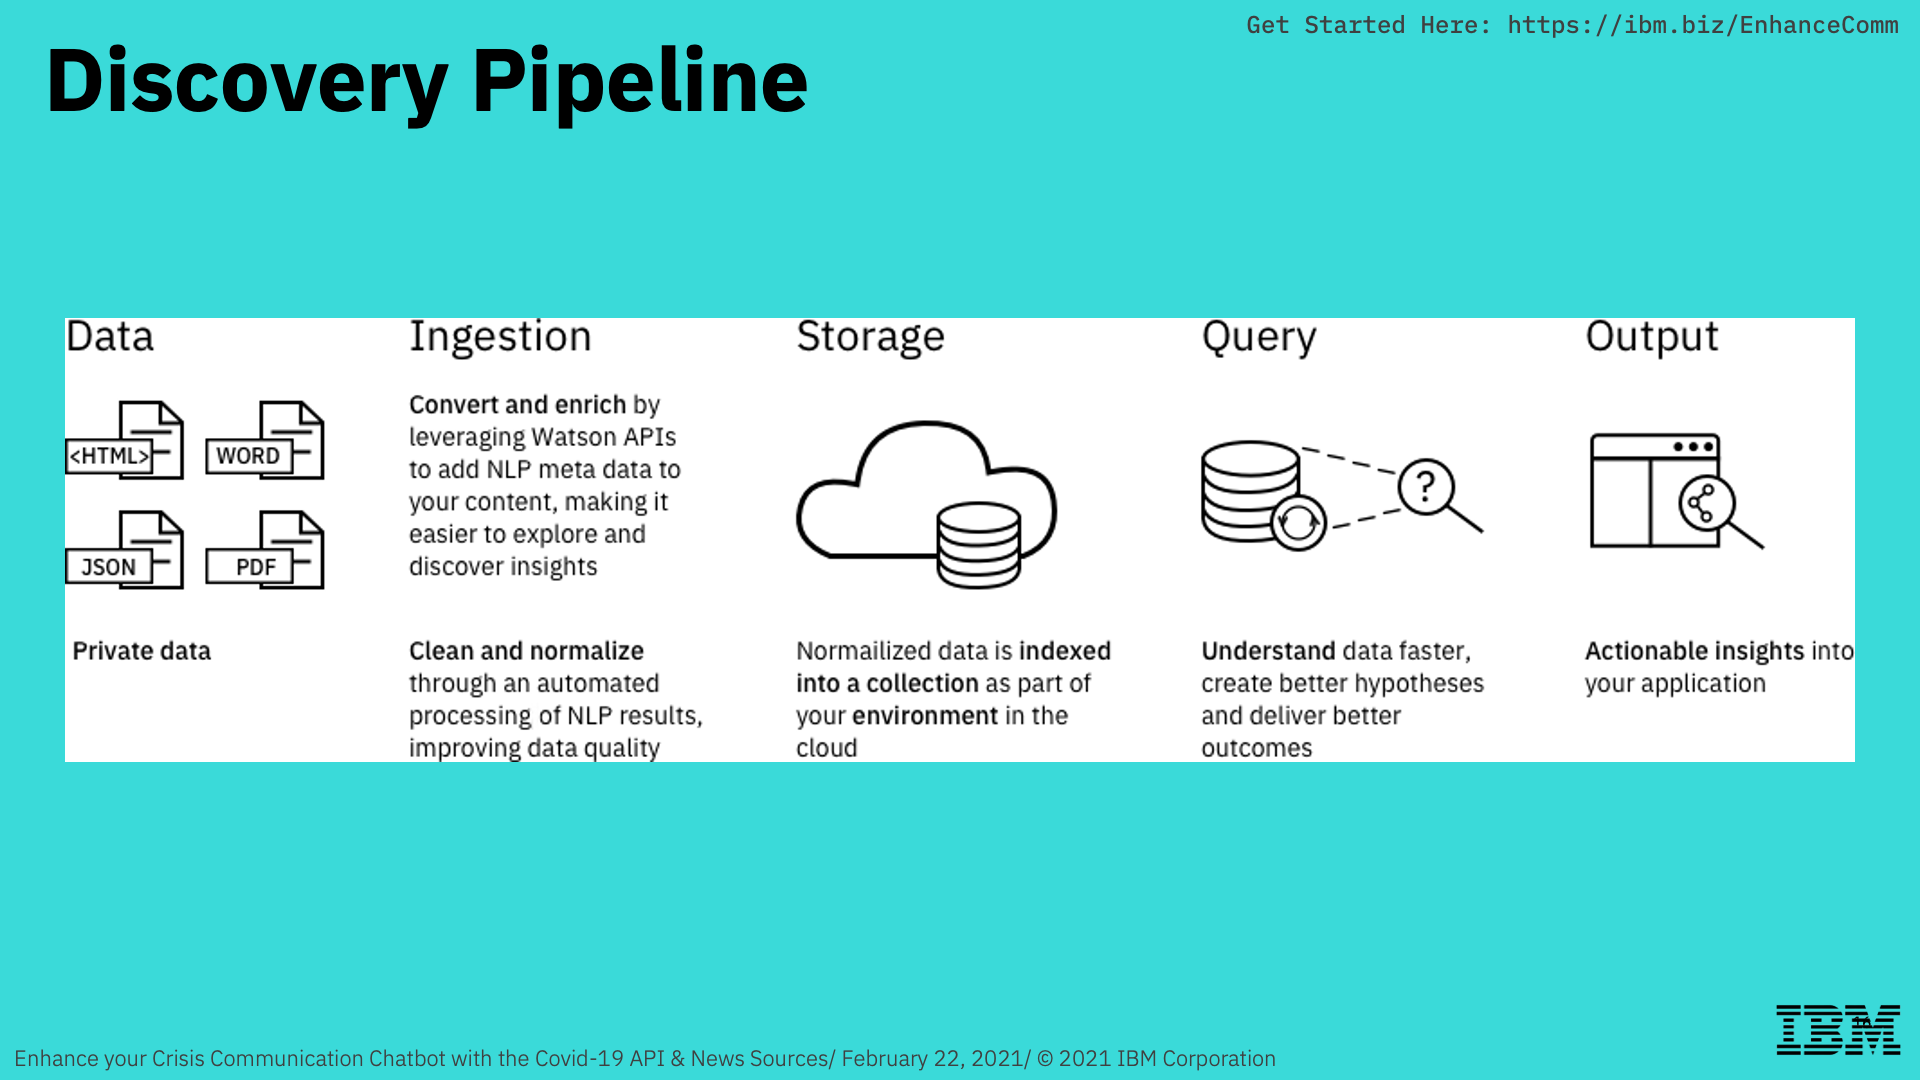 Get Started Here: https://ibm.biz/EnhanceComm
Discovery Pipeline
Data
<HTML>
WORD
JSON
PDF
Private data
Ingestion
Convert and enrich by
leveraging Watson APIs
to add NLP meta data to
your content, making it
easier to explore and
discover insights
Clean and normalize
through an automated
processing of NLP results,
improving data quality
Storage
Normailized data is indexed
into a collection as part of
your environment in the
cloud
Query
?
Understand data faster,
create better hypotheses
and deliver better
outcomes
Output
Actionable insights into
your application
Enhance your Crisis Communication Chatbot with the Covid-19 API & News Sources/ February 22, 2021/ © 2021 IBM Corporation
IBM